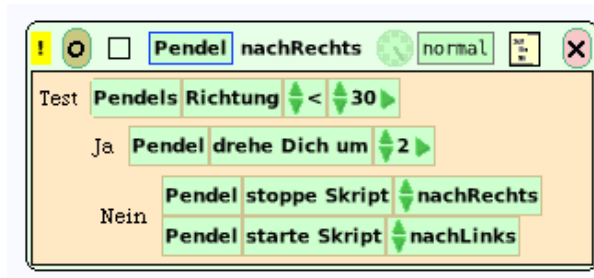 ! Pendel nachRechts normal
Test Pendels Richtung < 30
Ja Pendel drehe Dich um 2
Nein
Pendel stoppe Skript nachRechts
Pendel starte Skript nachLinks